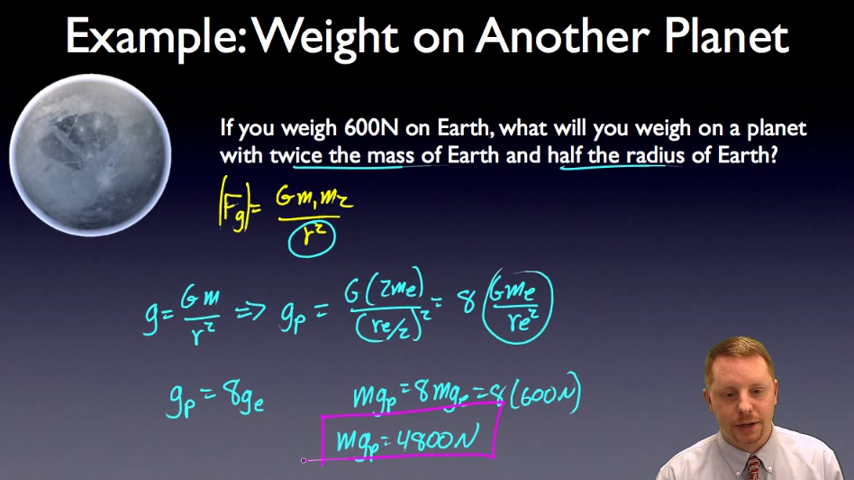 Example: Weight on Another Planet
If you weigh 600N on Earth, what will you weigh on a planet
with twice the mass of Earth and half the radius of Earth?
|Fg| = Gm₁m₂/r²
g = Gm/r² => gp = G(2me)/(re/2)² = 8 (Gme/re²)
gp = 8ge
mgp = 8mge = 8(600N)
mgp = 4800N